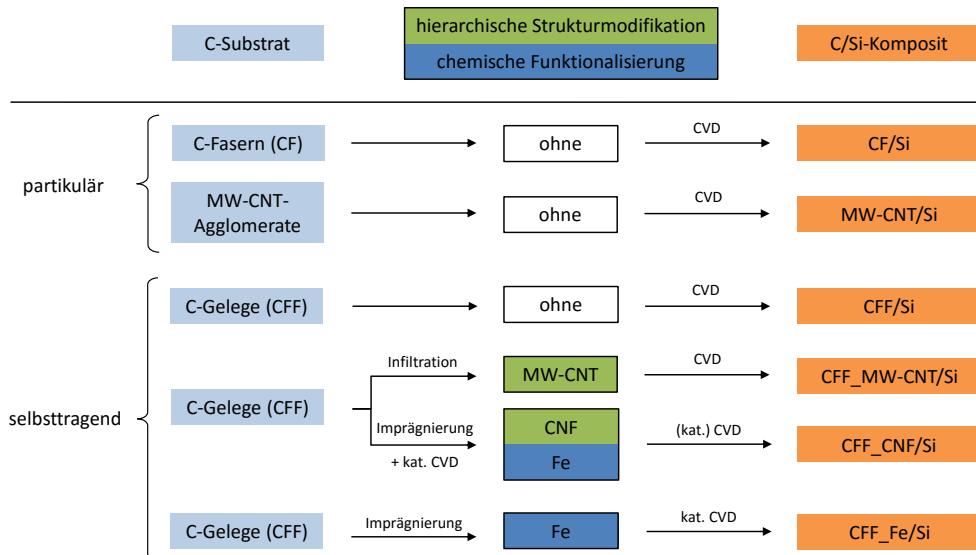 C-Substrat
hierarchische Strukturmodifikation
chemische Funktionalisierung
C/Si-Komposit
partikulär
C-Fasern (CF)
ohne
CVD
CF/Si
MW-CNT-
Agglomerate
ohne
CVD
MW-CNT/Si
selbsttragend
C-Gelege (CFF)
ohne
CVD
CFF/Si
C-Gelege (CFF)
Infiltration
MW-CNT
CVD
CFF_MW-CNT/Si
Imprägnierung
+ kat. CVD
CNF
Fe
(kat.) CVD
CFF_CNF/Si
C-Gelege (CFF)
Imprägnierung
Fe
kat. CVD
CFF_Fe/Si